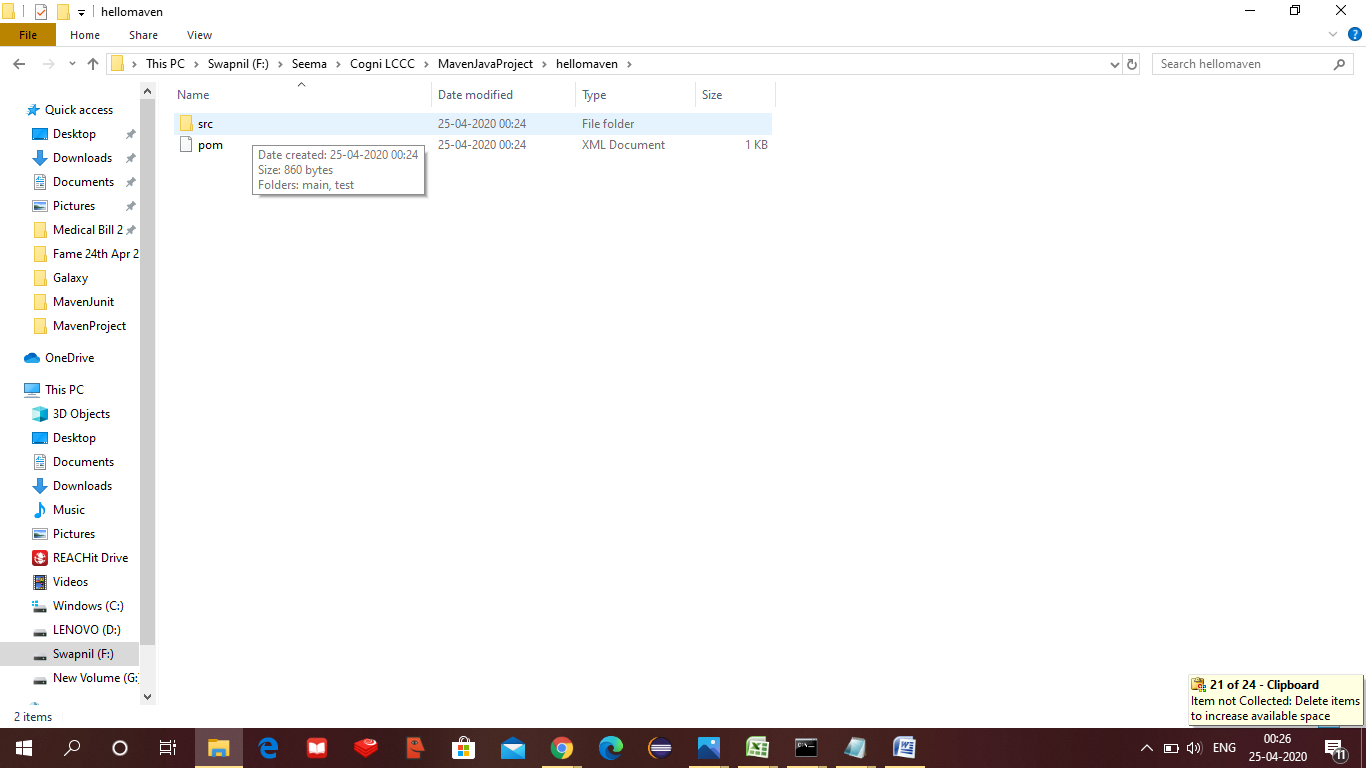 hellomaven
File Home Share View
This PC Swapnil (F:) Seema Cogni LCCC MavenJavaProject hellomaven
Search hellomaven
Name Date modified Type Size
src 25-04-2020 00:24 File folder
pom 25-04-2020 00:24 XML Document 1 KB
Date created: 25-04-2020 00:24
Size: 860 bytes
Folders: main, test
Quick access
Desktop
Downloads
Documents
Pictures
Medical Bill 2
Fame 24th Apr 2
Galaxy
MavenJunit
MavenProject
OneDrive
This PC
3D Objects
Desktop
Documents
Downloads
Music
Pictures
REACHit Drive
Videos
Windows (C:)
LENOVO (D:)
Swapnil (F:)
New Volume (G:
2 items
21 of 24 - Clipboard
Item not Collected: Delete items
to increase available space
ENG
00:26
25-04-2020
11